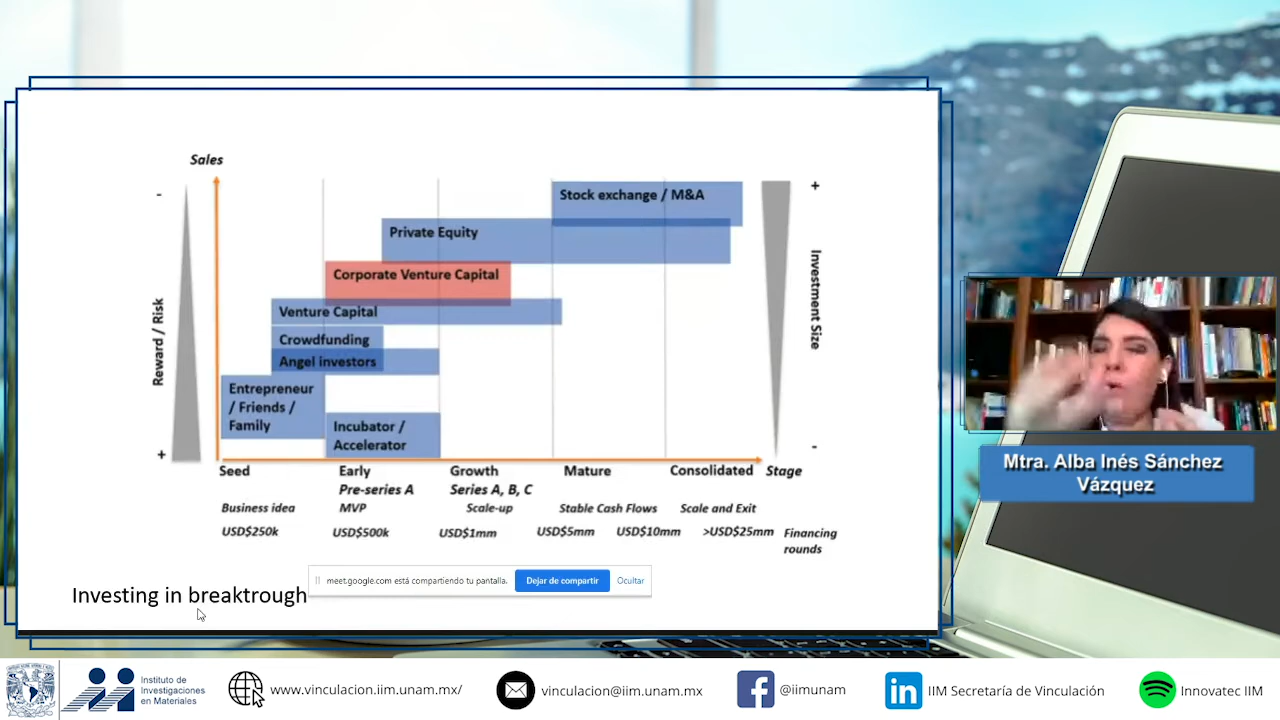 Sales
-
+
Reward / Risk
Stock exchange / M&A
Private Equity
Corporate Venture Capital
Venture Capital
Crowdfunding
Angel investors
Entrepreneur
/ Friends /
Family
Incubator /
Accelerator
+
Investment Size
-
Seed
Early
Growth
Mature
Consolidated
Stage
Pre-series A
Series A, B, C
Business idea
MVP
Scale-up
Stable Cash Flows
Scale and Exit
USD$250k
USD$500k
USD$1mm
USD$5mm
USD$10mm
>USD$25mm
Financing
rounds
meet.google.com está compartiendo tu pantalla.
Dejar de compartir
Ocultar
Investing in breaktrough
Mtra. Alba Inés Sánchez
Vázquez
Instituto de
Investigaciones
en Materiales
www.vinculacion.iim.unam.mx/
vinculacion@iim.unam.mx
@iimunam
IIM Secretaría de Vinculación
Innovatec IIM